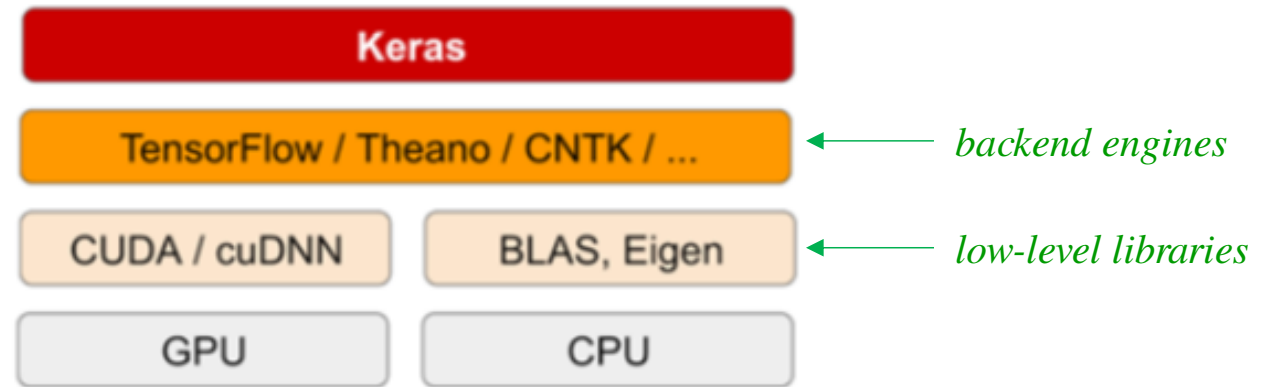 Keras
TensorFlow / Theano / CNTK / ...
backend engines
CUDA / cuDNN
BLAS, Eigen
low-level libraries
GPU
CPU